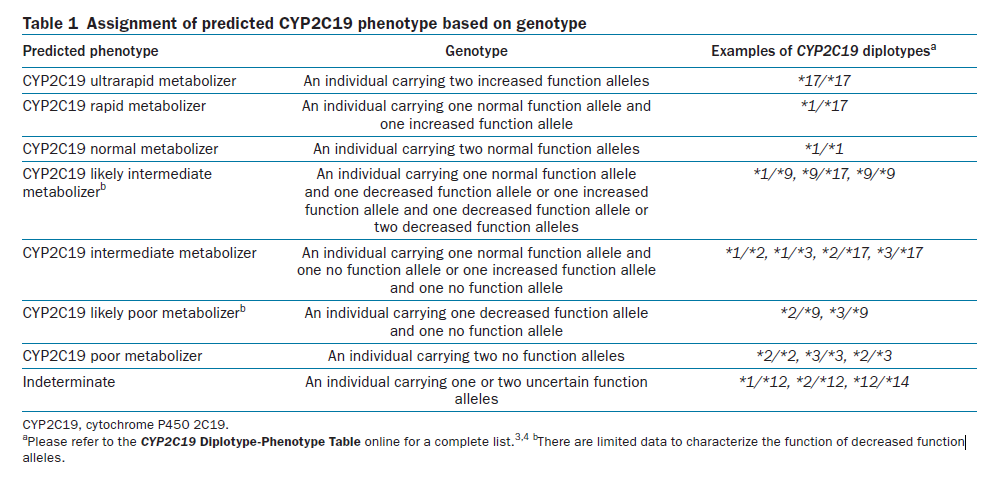 Table 1 Assignment of predicted CYP2C19 phenotype based on genotype
Predicted phenotype Genotype Examples of CYP2C19 diplotypesa
CYP2C19 ultrarapid metabolizer An individual carrying two increased function alleles *17/*17
CYP2C19 rapid metabolizer An individual carrying one normal function allele and *1/*17
one increased function allele
CYP2C19 normal metabolizer An individual carrying two normal function alleles *1/*1
CYP2C19 likely intermediate An individual carrying one normal function allele *1/*9, *9/*17, *9/*9
metabolizerb and one decreased function allele or one increased
function allele and one decreased function allele or
two decreased function alleles
CYP2C19 intermediate metabolizer An individual carrying one normal function allele and *1/*2, *1/*3, *2/*17, *3/*17
one no function allele or one increased function allele
and one no function allele
CYP2C19 likely poor metabolizerb An individual carrying one decreased function allele *2/*9, *3/*9
and one no function allele
CYP2C19 poor metabolizer An individual carrying two no function alleles *2/*2, *3/*3, *2/*3
Indeterminate An individual carrying one or two uncertain function *1/*12, *2/*12, *12/*14
alleles
CYP2C19, cytochrome P450 2C19.
aPlease refer to the CYP2C19 Diplotype-Phenotype Table online for a complete list.3,4 bThere are limited data to characterize the function of decreased function
alleles.